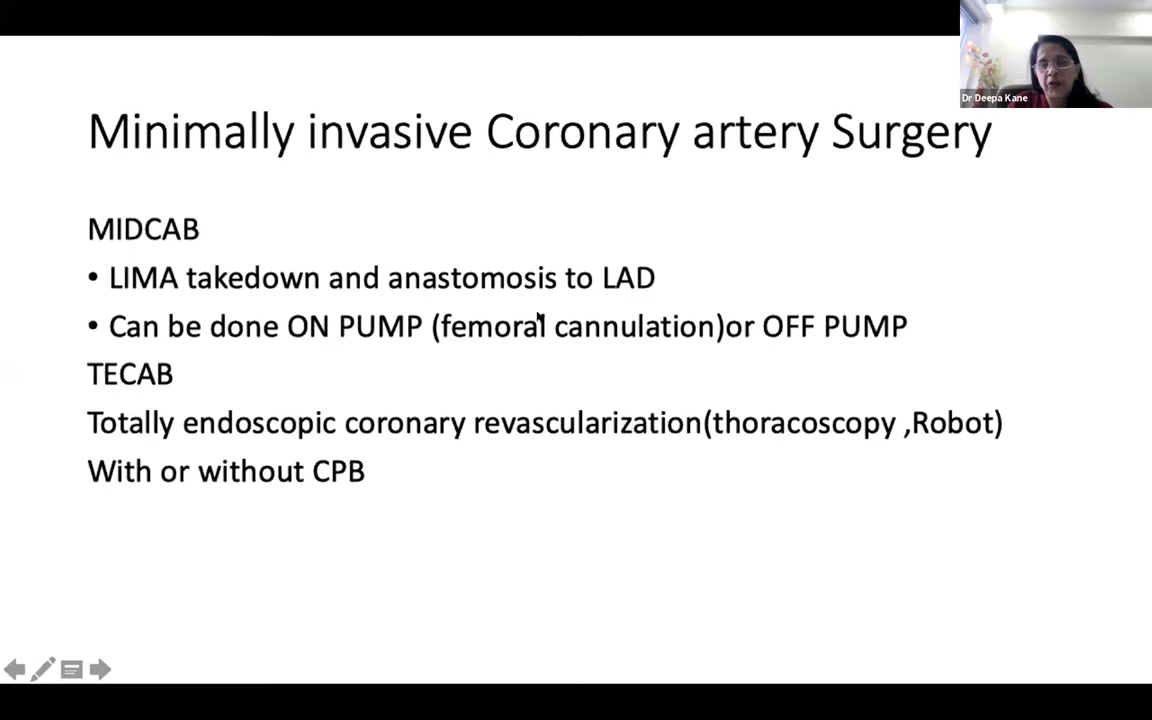 Dr Deepa Kane
Minimally invasive Coronary artery Surgery
MIDCAB
• LIMA takedown and anastomosis to LAD
• Can be done ON PUMP (femoral cannulation)or OFF PUMP
TECAB
Totally endoscopic coronary revascularization(thoracoscopy ,Robot)
With or without CPB